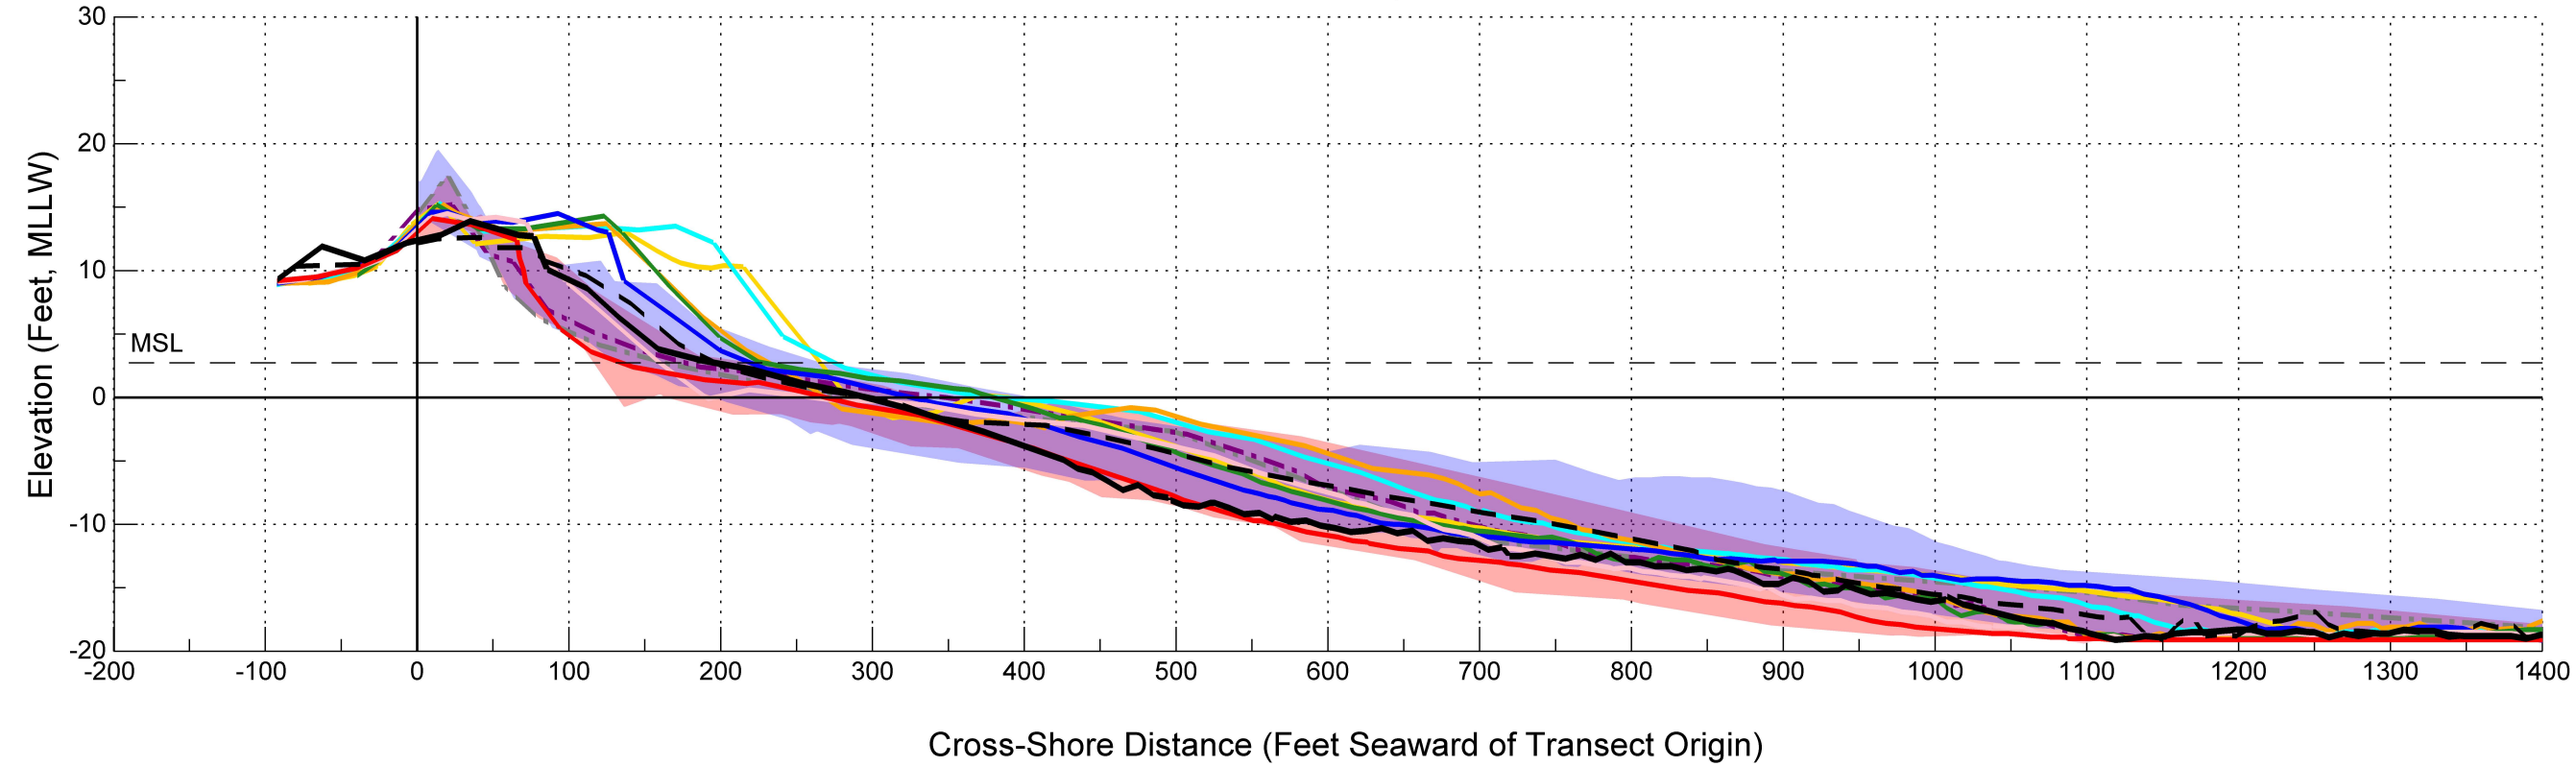 30
20
10
0
-10
-20
Elevation (Feet, MLLW)
MSL
-200 -100 0 100 200 300 400 500 600 700 800 900 1000 1100 1200 1300 1400
Cross-Shore Distance (Feet Seaward of Transect Origin)